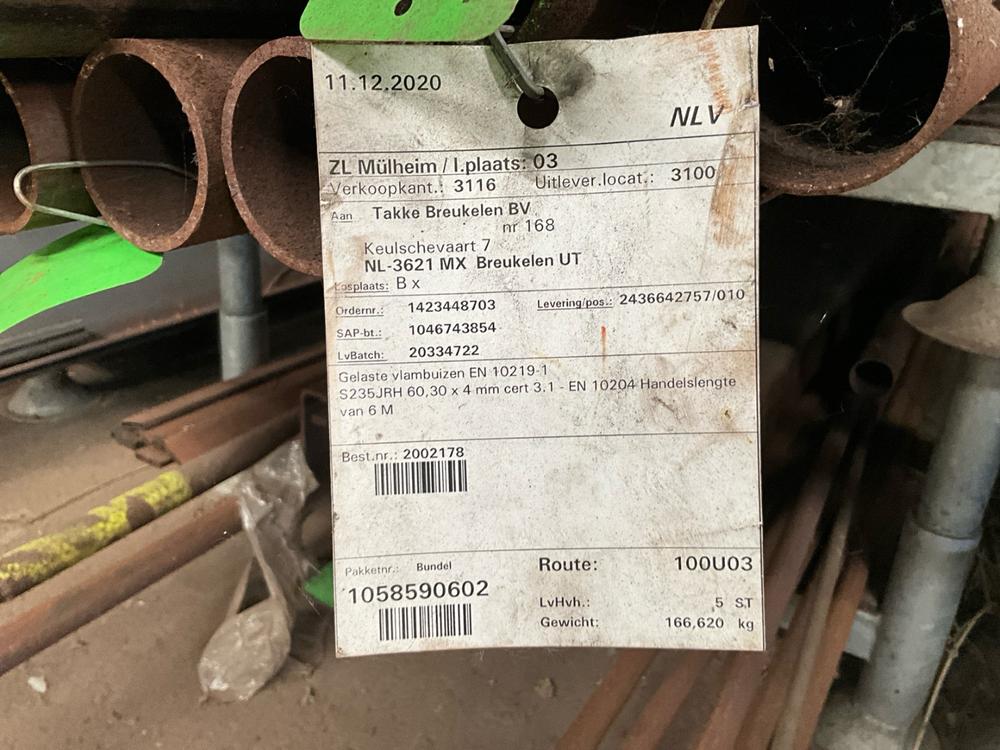 11.12.2020
NLV
ZL Mülheim / l.plaats: 03
Verkoopkant.: 3116 Uitlever.locat.: 3100
Aan Takke Breukelen BV
nr 168
Keulschevaart 7
NL-3621 MX Breukelen UT
Losplaats: B x
Ordernr.: 1423448703 Levering/pos.: 2436642757/010
SAP-bt.: 1046743854
LvBatch: 20334722
Gelaste vlambuizen EN 10219-1
S235JRH 60,30 x 4 mm cert 3.1 - EN 10204 Handelslengte
van 6 M
Best.nr.: 2002178
Pakketnr.: Bundel
1058590602
Route: 100U03
LvHvh.: 5 ST
Gewicht: 166,620 kg